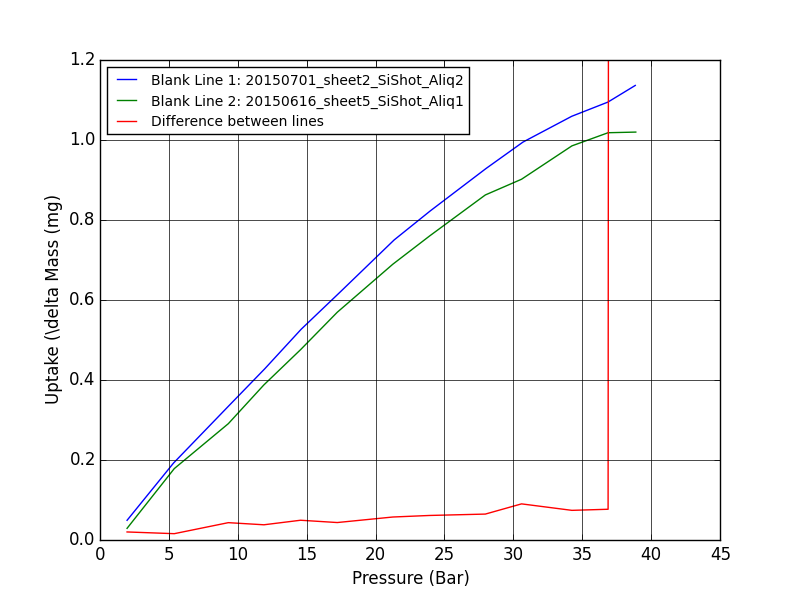 1.2
1.0
0.8
0.6
0.4
0.2
0.0
Uptake (\delta Mass (mg)
Blank Line 1: 20150701_sheet2_SiShot_Aliq2
Blank Line 2: 20150616_sheet5_SiShot_Aliq1
Difference between lines
0 5 10 15 20 25 30 35 40 45
Pressure (Bar)